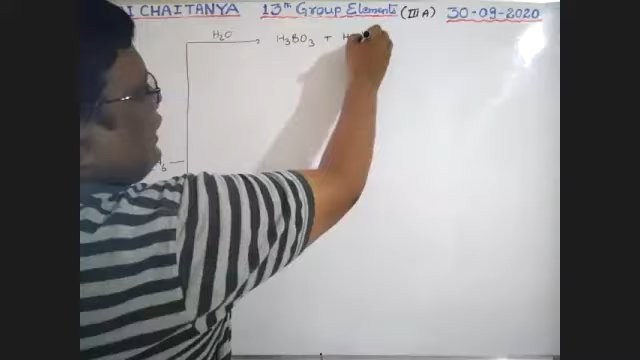 I CHAITANYA 13th Group Elements (III A) 30-09-2020
H₂O
H₃BO₃ + H